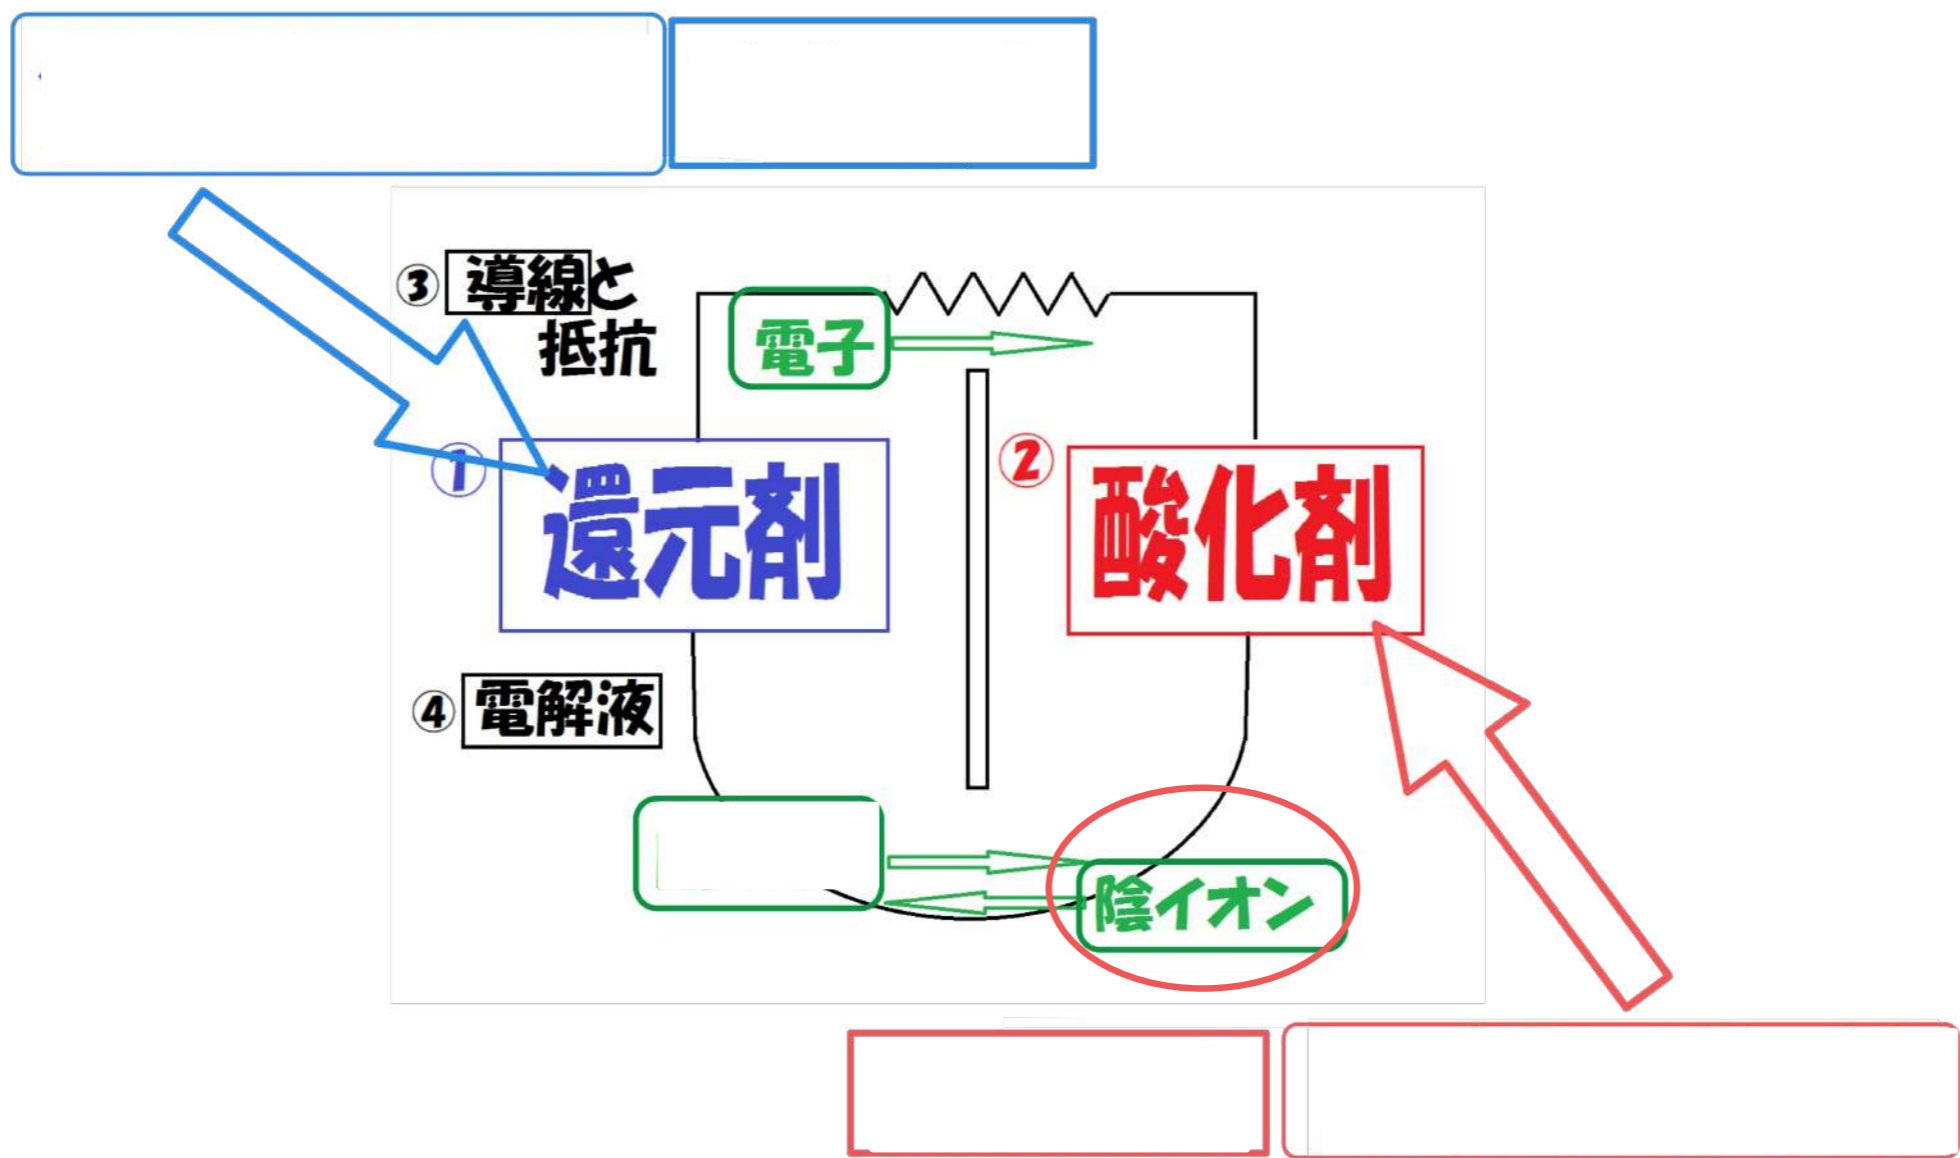 ③ 導線と
抵抗
電子
① 還元剤
② 酸化剤
④ 電解液
陰イオン